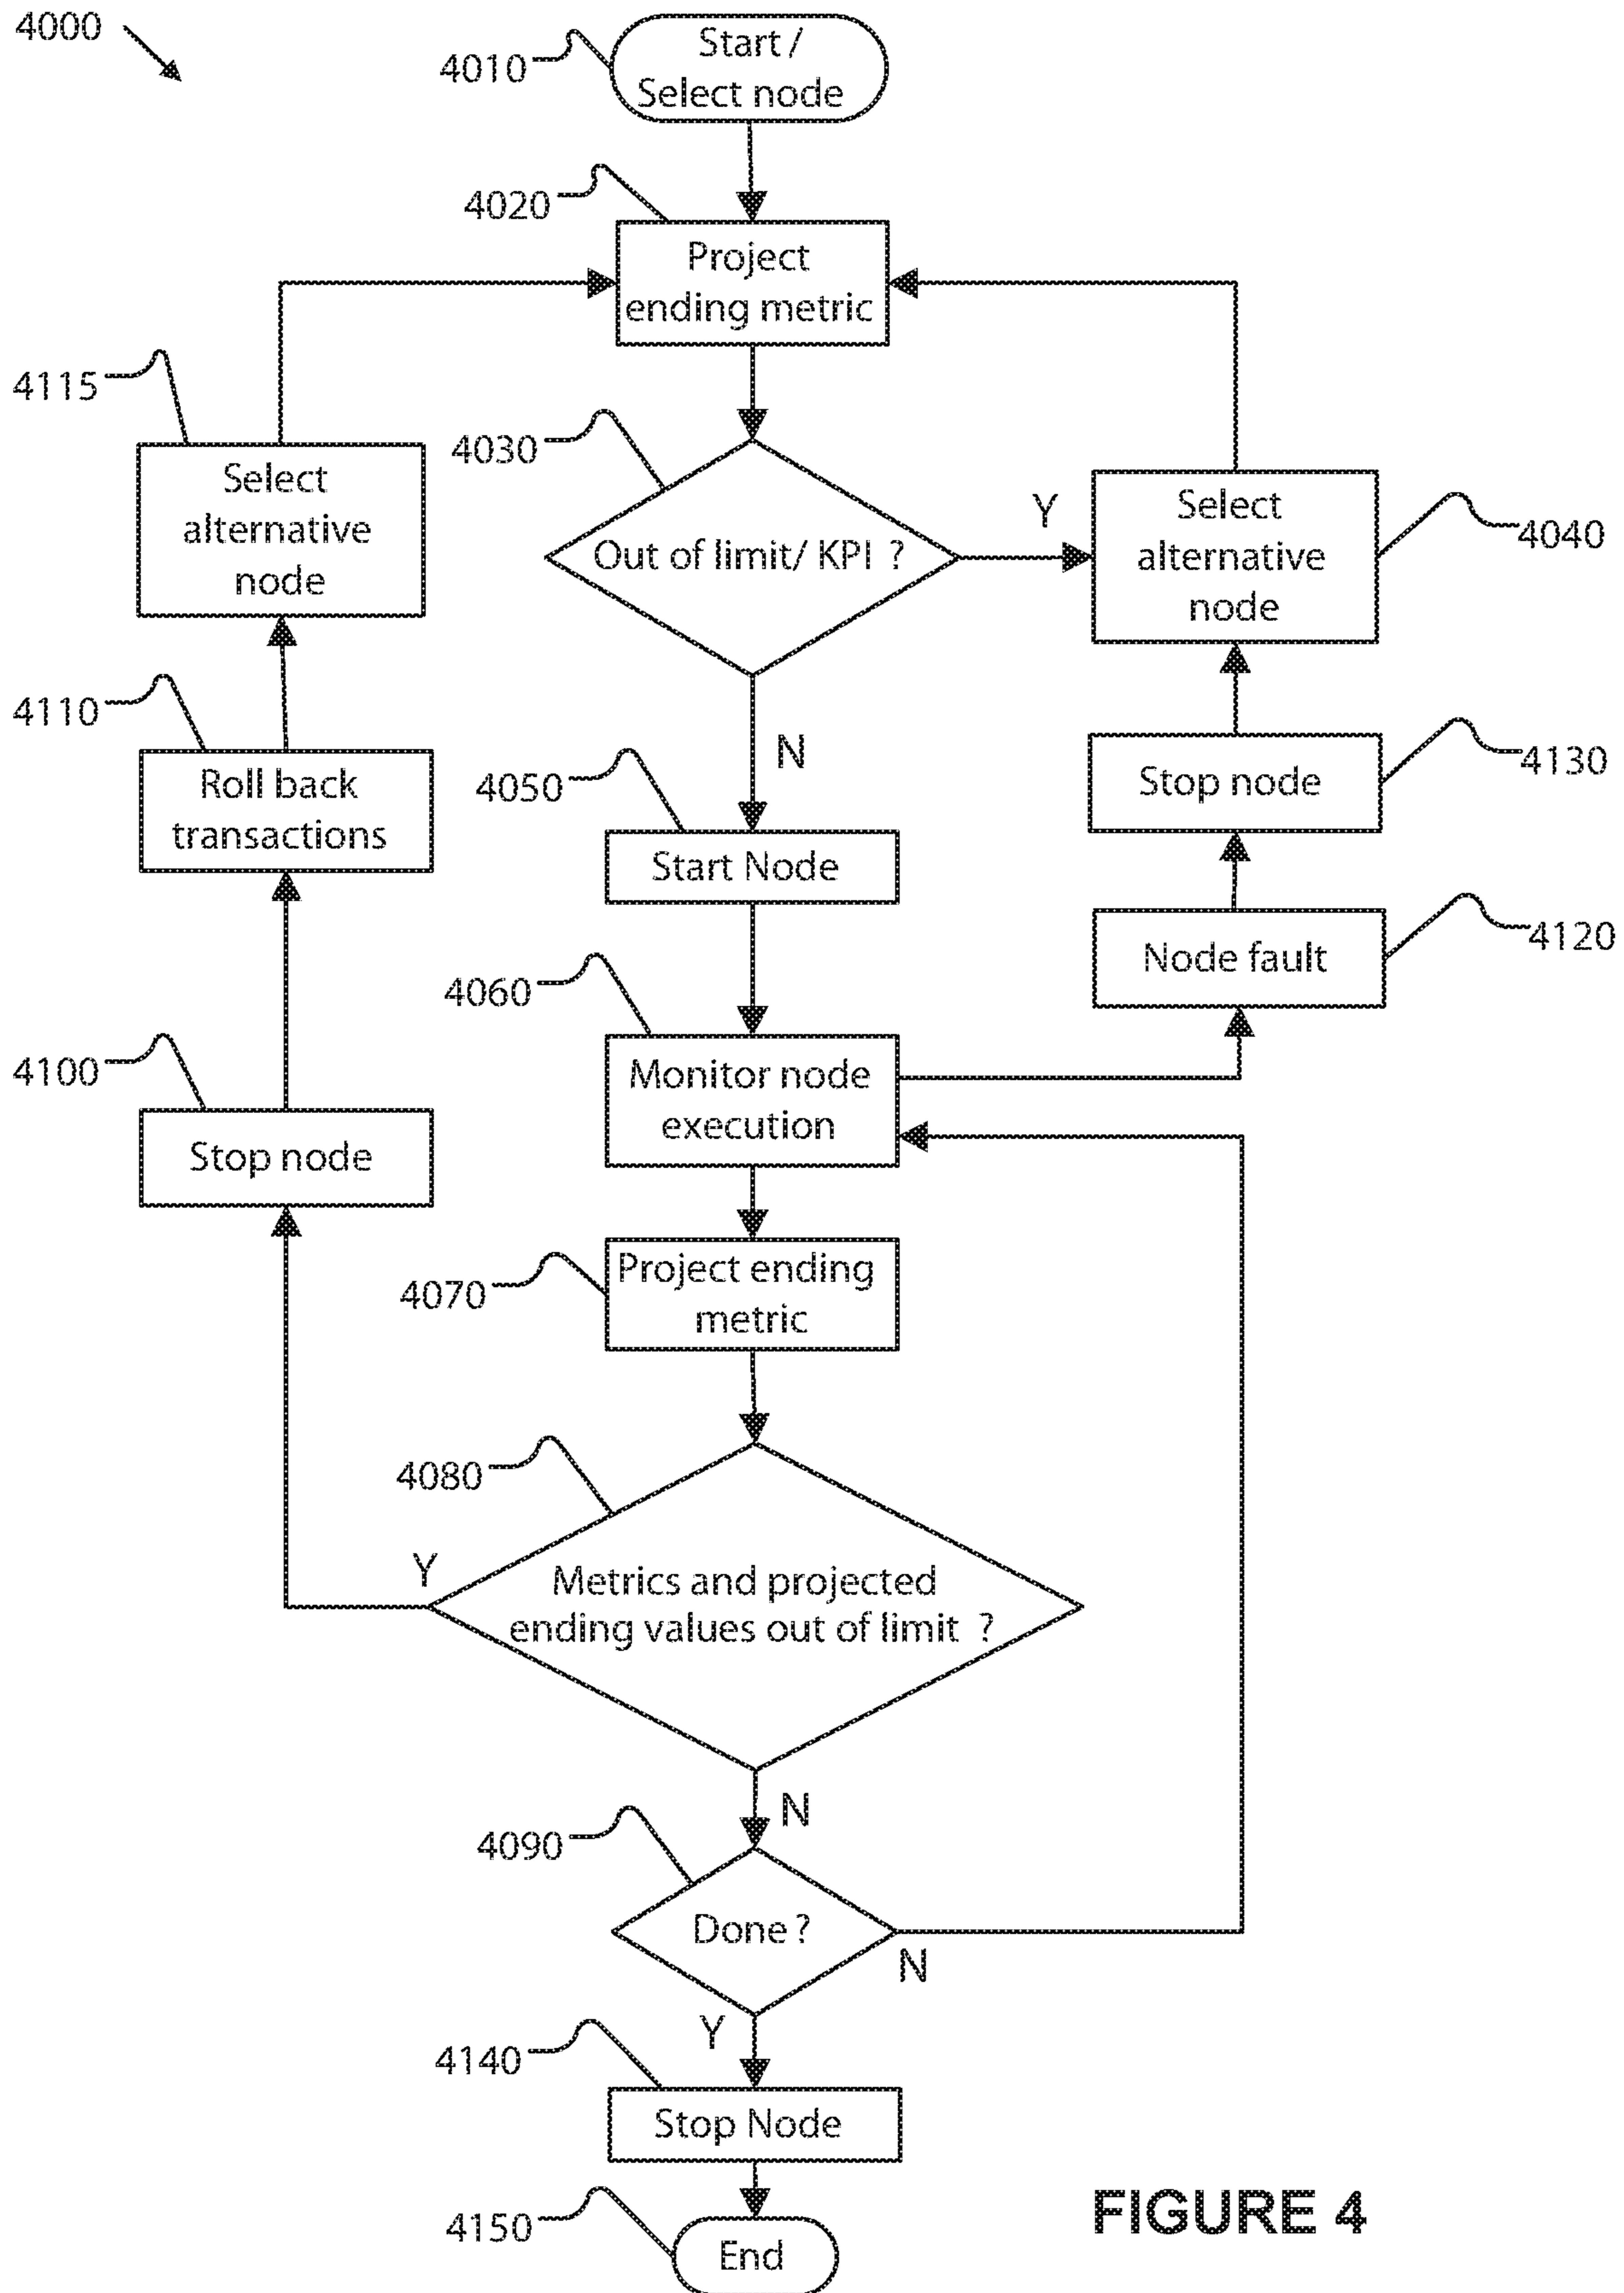 4000
4010
Start /
Select node
4020
Project
ending metric
4115
Select
alternative
node
4030
Out of limit/ KPI ?
Y
Select
alternative
node
4040
N
4110
Roll back
transactions
4050
Start Node
Stop node
4130
Node fault
4120
4060
Monitor node
execution
4100
Stop node
4070
Project ending
metric
4080
Y
Metrics and projected
ending values out of limit ?
N
4090
Done ?
N
Y
4140
Stop Node
4150
End
FIGURE 4